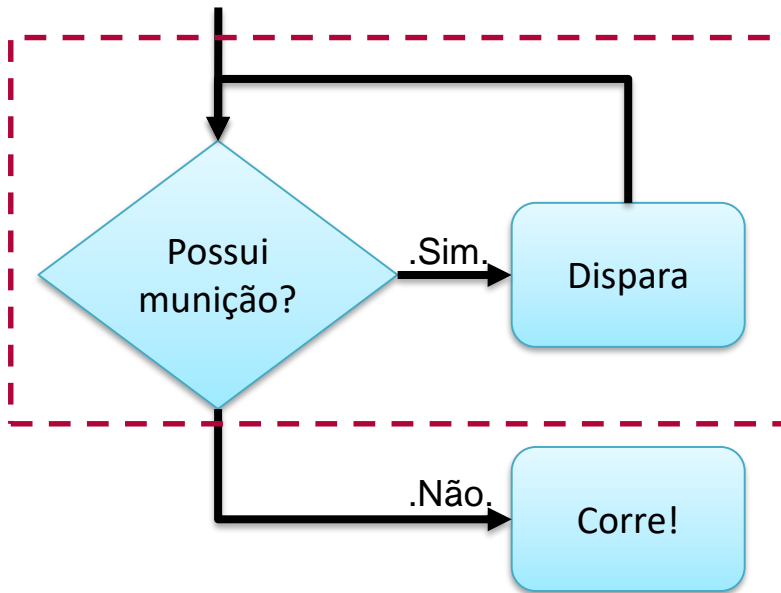 Possui
munição?
.Sim.
Dispara
.Não.
Corre!